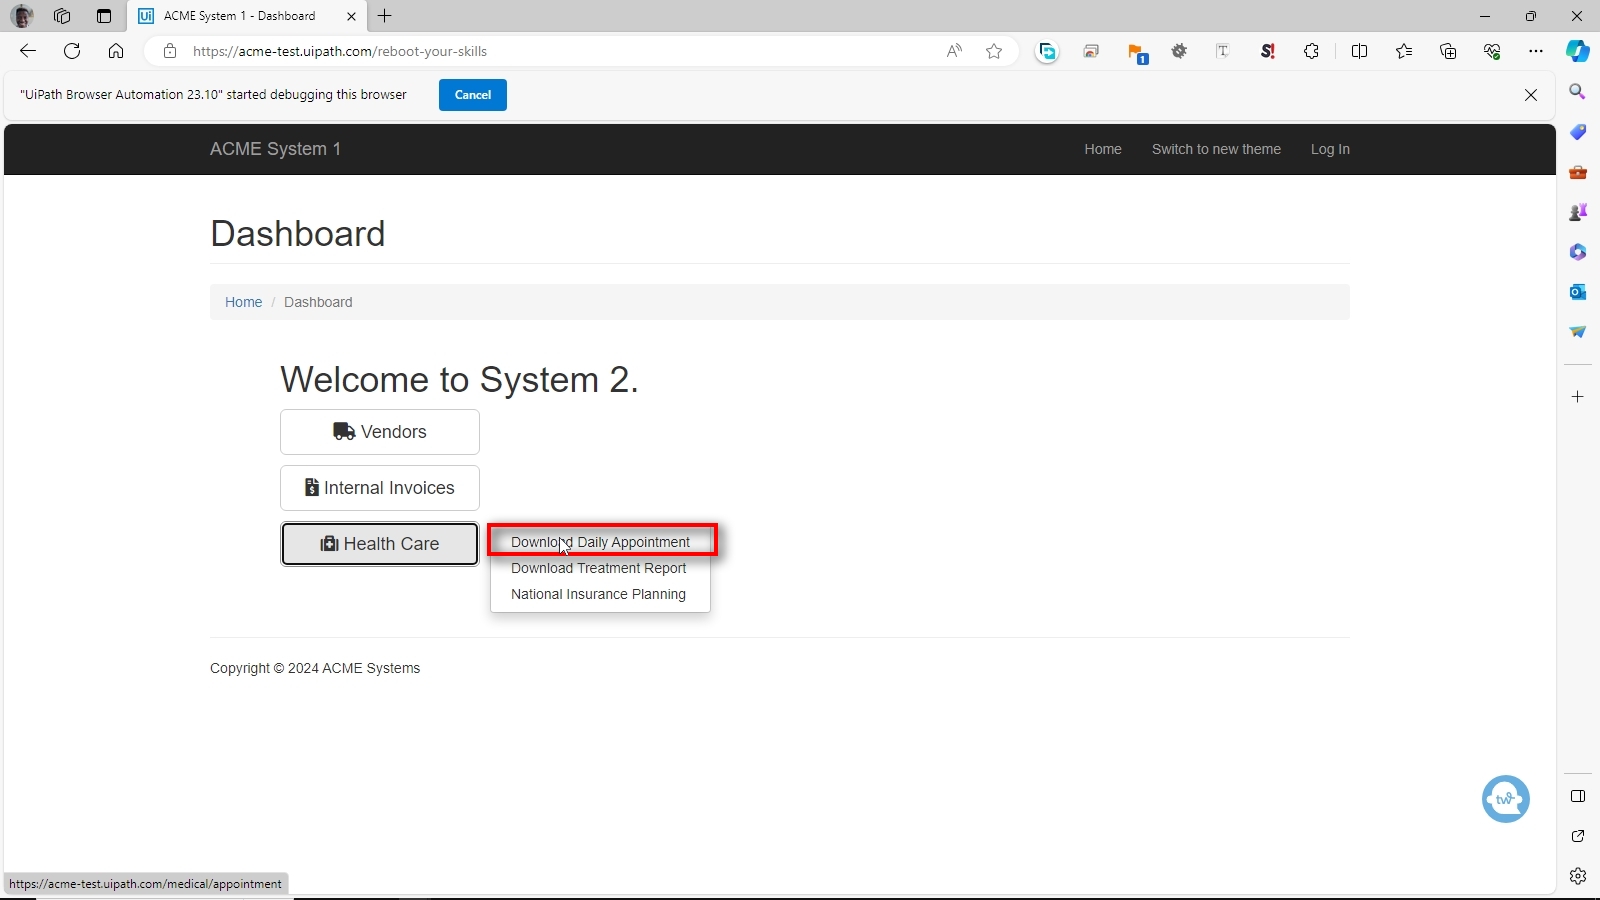 ACME System 1 - Dashboard
https://acme-test.uipath.com/reboot-your-skills
1
"UiPath Browser Automation 23.10" started debugging this browser
Cancel
ACME System 1
Home
Switch to new theme
Log In
Dashboard
Home / Dashboard
Welcome to System 2.
Vendors
Internal Invoices
Health Care
Download Daily Appointment
Download Treatment Report
National Insurance Planning
Copyright © 2024 ACME Systems
tw
https://acme-test.uipath.com/medical/appointment